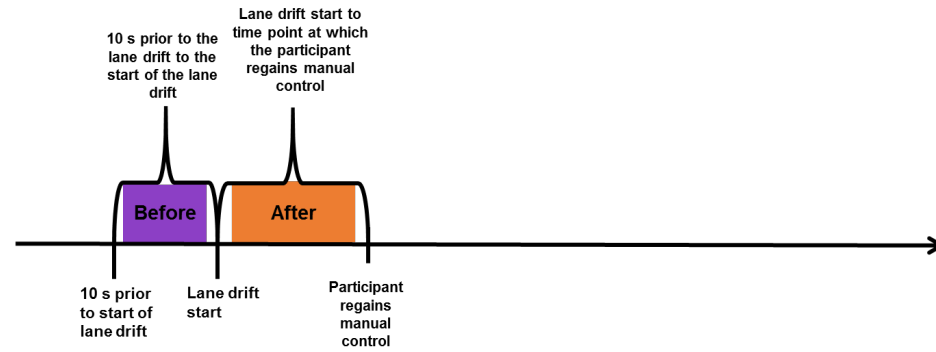 10 s prior to the
lane drift to the
start of the lane
drift
Lane drift start to
time point at which
the participant
regains manual
control
Before
After
10 s prior
to start of
lane drift
Lane drift
start
Participant
regains
manual
control